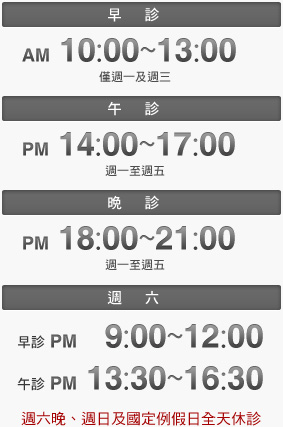 早 診
AM 10:00~13:00
僅週一及週三
午 診
PM 14:00~17:00
週一至週五
晚 診
PM 18:00~21:00
週一至週五
週 六
早診 PM 9:00~12:00
午診 PM 13:30~16:30
週六晚、週日及國定例假日全天休診